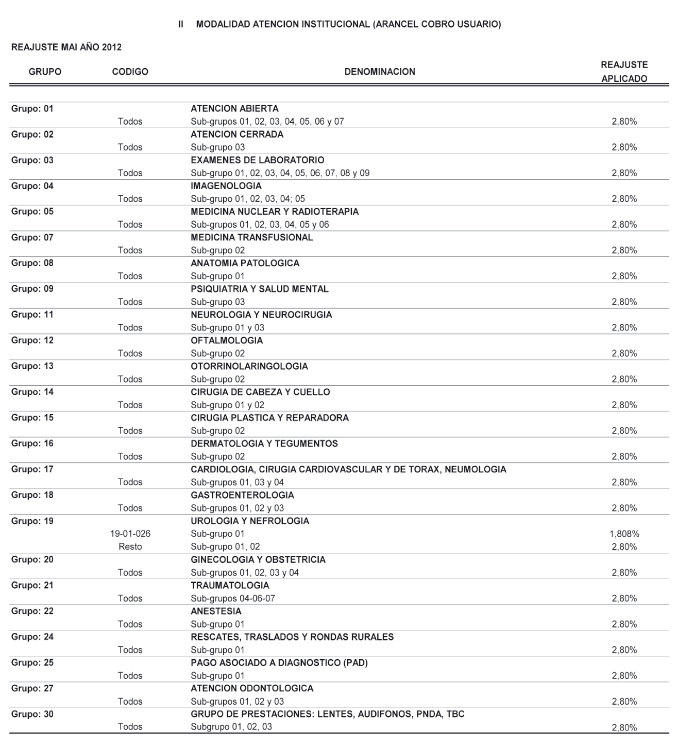 II MODALIDAD ATENCION INSTITUCIONAL (ARANCEL COBRO USUARIO)
REAJUSTE MAI AÑO 2012
GRUPO CODIGO DENOMINACION REAJUSTE APLICADO
Grupo: 01 ATENCION ABIERTA
Todos Sub-grupos 01, 02, 03, 04, 05, 06 y 07 2,80%
Grupo: 02 ATENCION CERRADA
Todos Sub-grupo 03 2,80%
Grupo: 03 EXAMENES DE LABORATORIO
Todos Sub-grupo 01, 02, 03, 04, 05, 06, 07, 08 y 09 2,80%
Grupo: 04 IMAGENOLOGIA
Todos Sub-grupo 01, 02, 03, 04; 05 2,80%
Grupo: 05 MEDICINA NUCLEAR Y RADIOTERAPIA
Todos Sub-grupos 01, 02, 03, 04, 05 y 06 2,80%
Grupo: 07 MEDICINA TRANSFUSIONAL
Todos Sub-grupo 02 2,80%
Grupo: 08 ANATOMIA PATOLOGICA
Todos Sub-grupo 01 2,80%
Grupo: 09 PSIQUIATRIA Y SALUD MENTAL
Todos Sub-grupo 03 2,80%
Grupo: 11 NEUROLOGIA Y NEUROCIRUGIA
Todos Sub-grupo 01 y 03 2,80%
Grupo: 12 OFTALMOLOGIA
Todos Sub-grupo 02 2,80%
Grupo: 13 OTORRINOLARINGOLOGIA
Todos Sub-grupo 02 2,80%
Grupo: 14 CIRUGIA DE CABEZA Y CUELLO
Todos Sub-grupo 01 y 02 2,80%
Grupo: 15 CIRUGIA PLASTICA Y REPARADORA
Todos Sub-grupo 02 2,80%
Grupo: 16 DERMATOLOGIA Y TEGUMENTOS
Todos Sub-grupo 02 2,80%
Grupo: 17 CARDIOLOGIA, CIRUGIA CARDIOVASCULAR Y DE TORAX, NEUMOLOGIA
Todos Sub-grupos 01, 03 y 04 2,80%
Grupo: 18 GASTROENTEROLOGIA
Todos Sub-grupos 01, 02 y 03 2,80%
Grupo: 19 UROLOGIA Y NEFROLOGIA
19-01-026 Sub-grupo 01 1,808%
Resto Sub-grupo 01, 02 2,80%
Grupo: 20 GINECOLOGIA Y OBSTETRICIA
Todos Sub-grupos 01, 02, 03 y 04 2,80%
Grupo: 21 TRAUMATOLOGIA
Todos Sub-grupos 04-06-07 2,80%
Grupo: 22 ANESTESIA
Todos Sub-grupo 01 2,80%
Grupo: 24 RESCATES, TRASLADOS Y RONDAS RURALES
Todos Sub-grupo 01 2,80%
Grupo: 25 PAGO ASOCIADO A DIAGNOSTICO (PAD)
Todos Sub-grupo 01 2,80%
Grupo: 27 ATENCION ODONTOLOGICA
Todos Sub-grupos 01, 02 y 03 2,80%
Grupo: 30 GRUPO DE PRESTACIONES: LENTES, AUDIFONOS, PNDA, TBC
Todos Subgrupo 01, 02, 03 2,80%